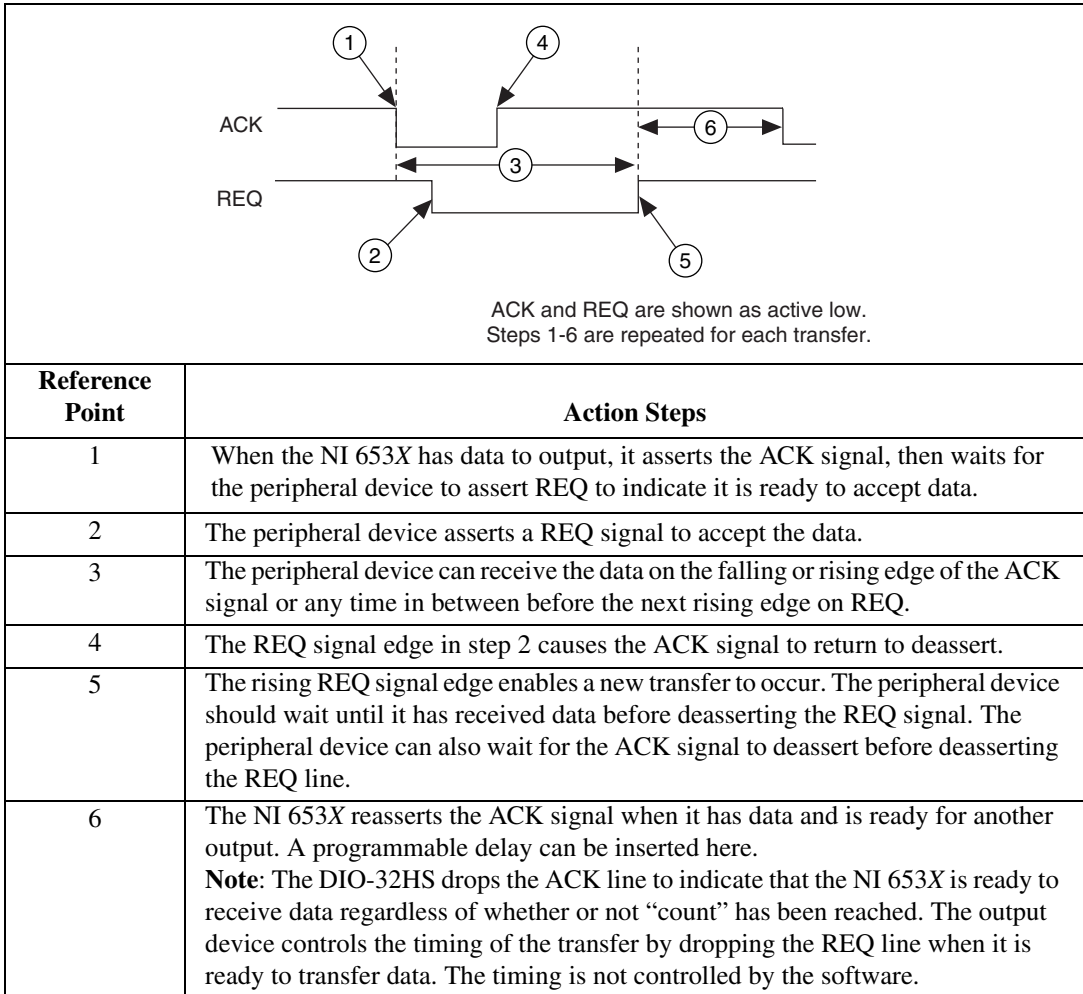 1
4
ACK
6
3
REQ
2
5
ACK and REQ are shown as active low.
Steps 1-6 are repeated for each transfer.
Reference
Point
Action Steps
1
When the NI 653X has data to output, it asserts the ACK signal, then waits for
the peripheral device to assert REQ to indicate it is ready to accept data.
2
The peripheral device asserts a REQ signal to accept the data.
3
The peripheral device can receive the data on the falling or rising edge of the ACK
signal or any time in between before the next rising edge on REQ.
4
The REQ signal edge in step 2 causes the ACK signal to return to deassert.
5
The rising REQ signal edge enables a new transfer to occur. The peripheral device
should wait until it has received data before deasserting the REQ signal. The
peripheral device can also wait for the ACK signal to deassert before deasserting
the REQ line.
6
The NI 653X reasserts the ACK signal when it has data and is ready for another
output. A programmable delay can be inserted here.
Note: The DIO-32HS drops the ACK line to indicate that the NI 653X is ready to
receive data regardless of whether or not “count” has been reached. The output
device controls the timing of the transfer by dropping the REQ line when it is
ready to transfer data. The timing is not controlled by the software.